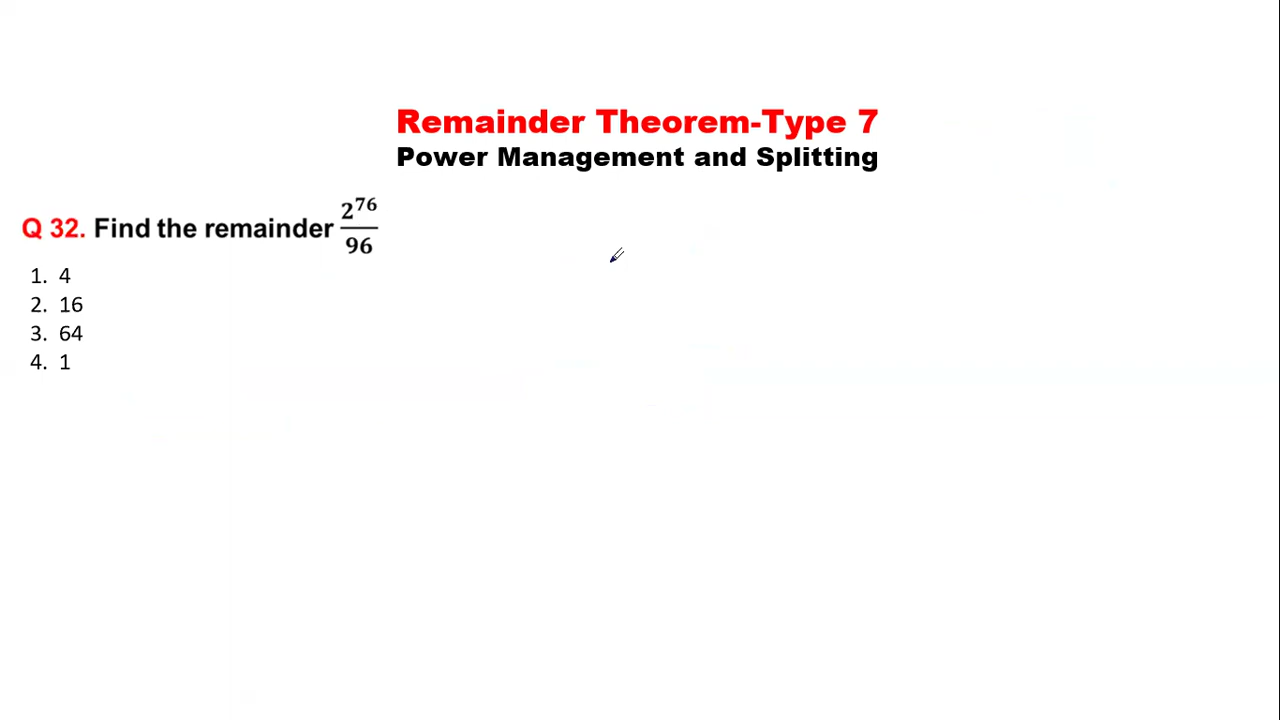 Remainder Theorem-Type 7
Power Management and Splitting
Q 32. Find the remainder 2^76/96
1. 4
2. 16
3. 64
4. 1